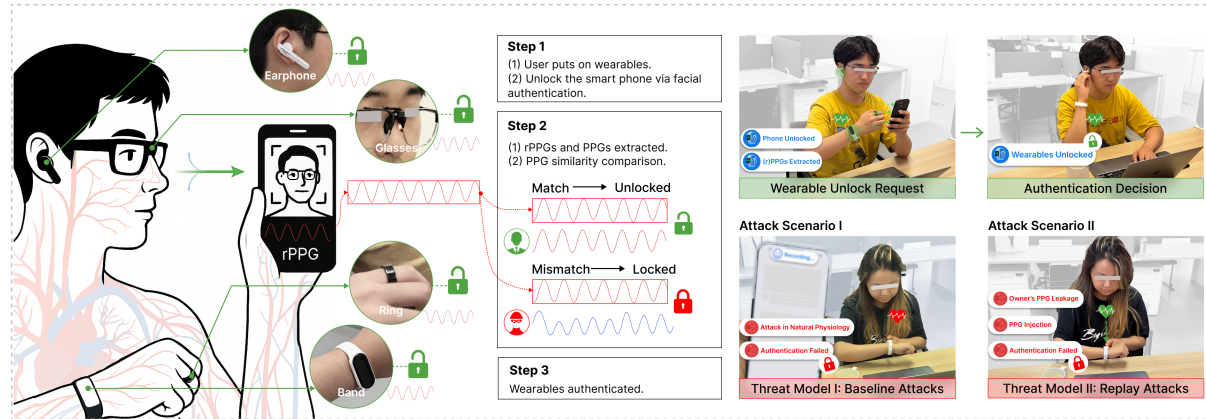 Earphone
Glasses
rPPG
Ring
Band
Step 1
(1) User puts on wearables.
(2) Unlock the smart phone via facial
authentication.
Step 2
(1) rPPGs and PPGs extracted.
(2) PPG similarity comparison.
Match
Unlocked
Mismatch
Locked
Step 3
Wearables authenticated.
Phone Unlocked
(r)PPGs Extracted
Wearable Unlock Request
Wearables Unlocked
Authentication Decision
Attack Scenario I
Recording...
Attack in Natural Physiology
Authentication Failed
Threat Model I: Baseline Attacks
Attack Scenario II
Owner's PPG Leakage
PPG Injection
Authentication Failed
Threat Model II: Replay Attacks